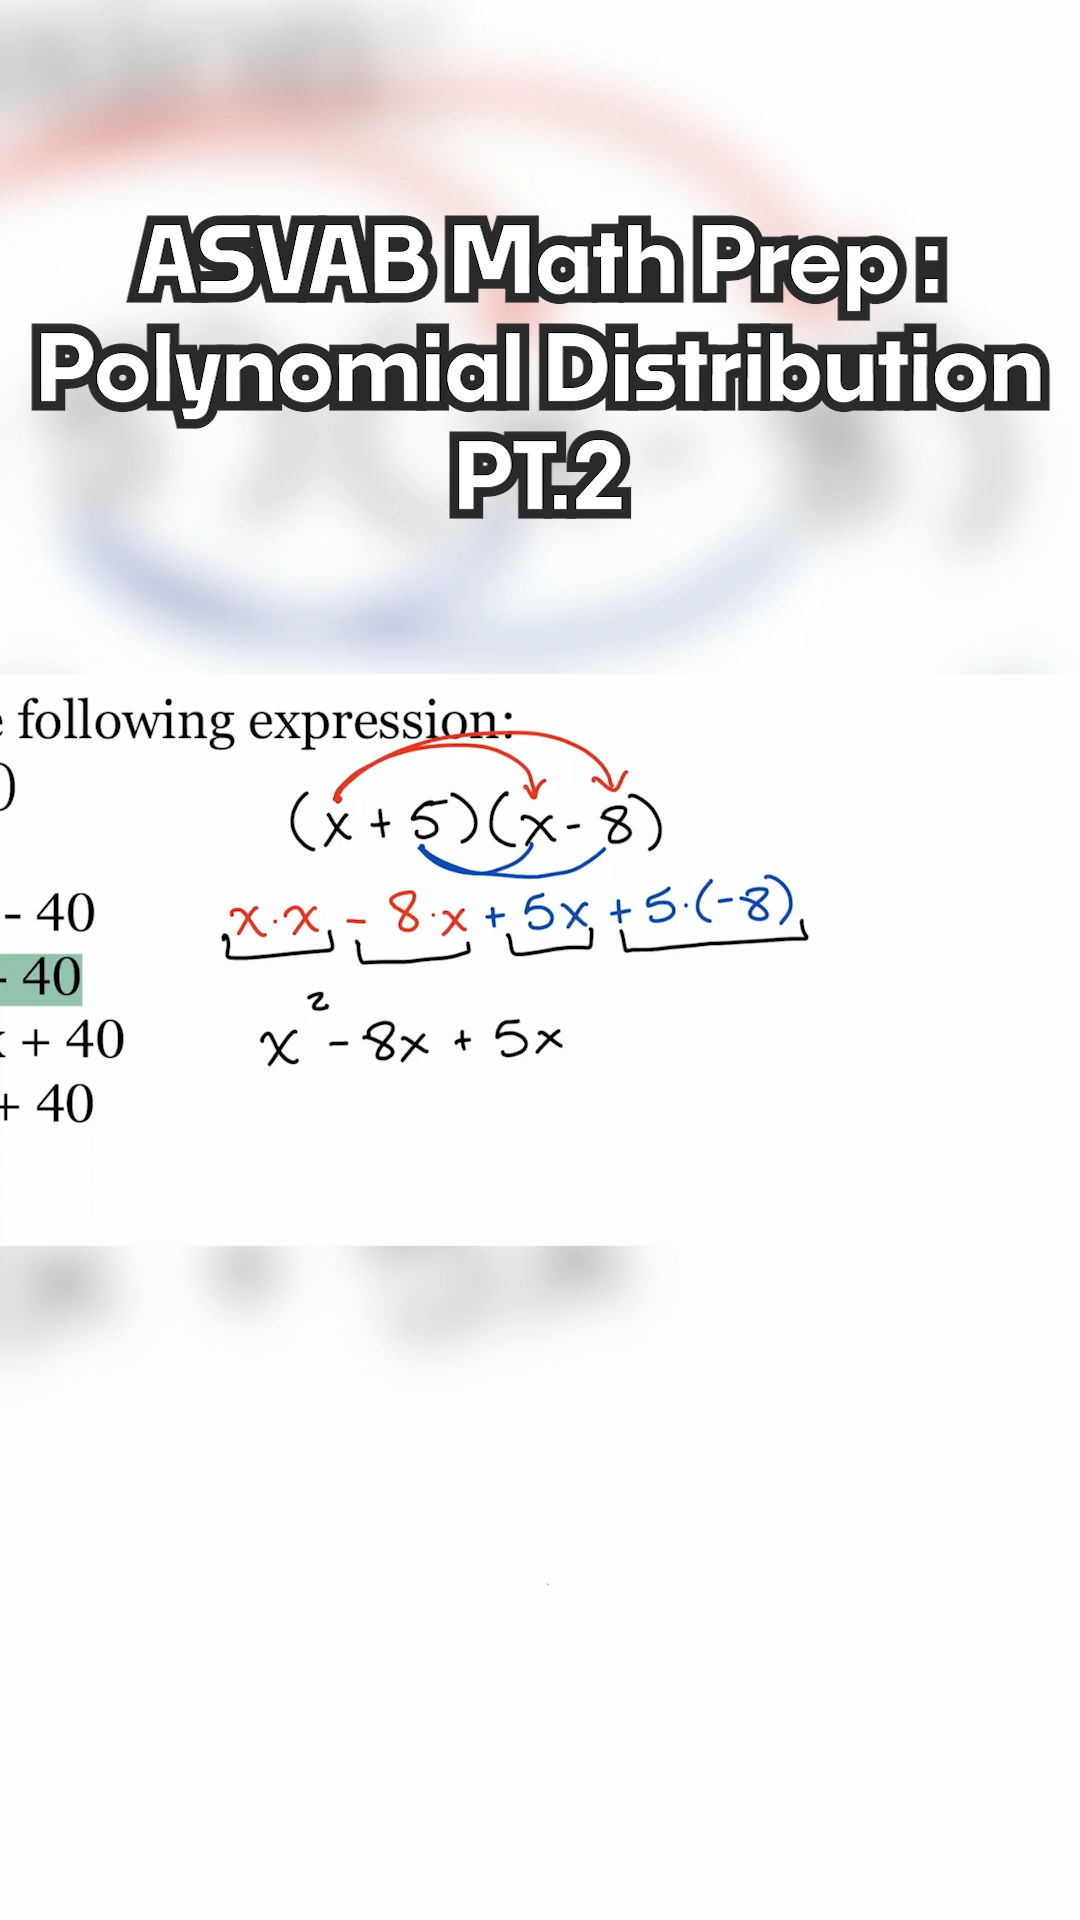 ASVAB Math Prep :
Polynomial Distribution
PT.2
following expression:
)
(x + 5)(x - 8)
- 40
x·x - 8·x + 5x + 5·(-8)
- 40
x² - 8x + 5x
+ 40
+ 40